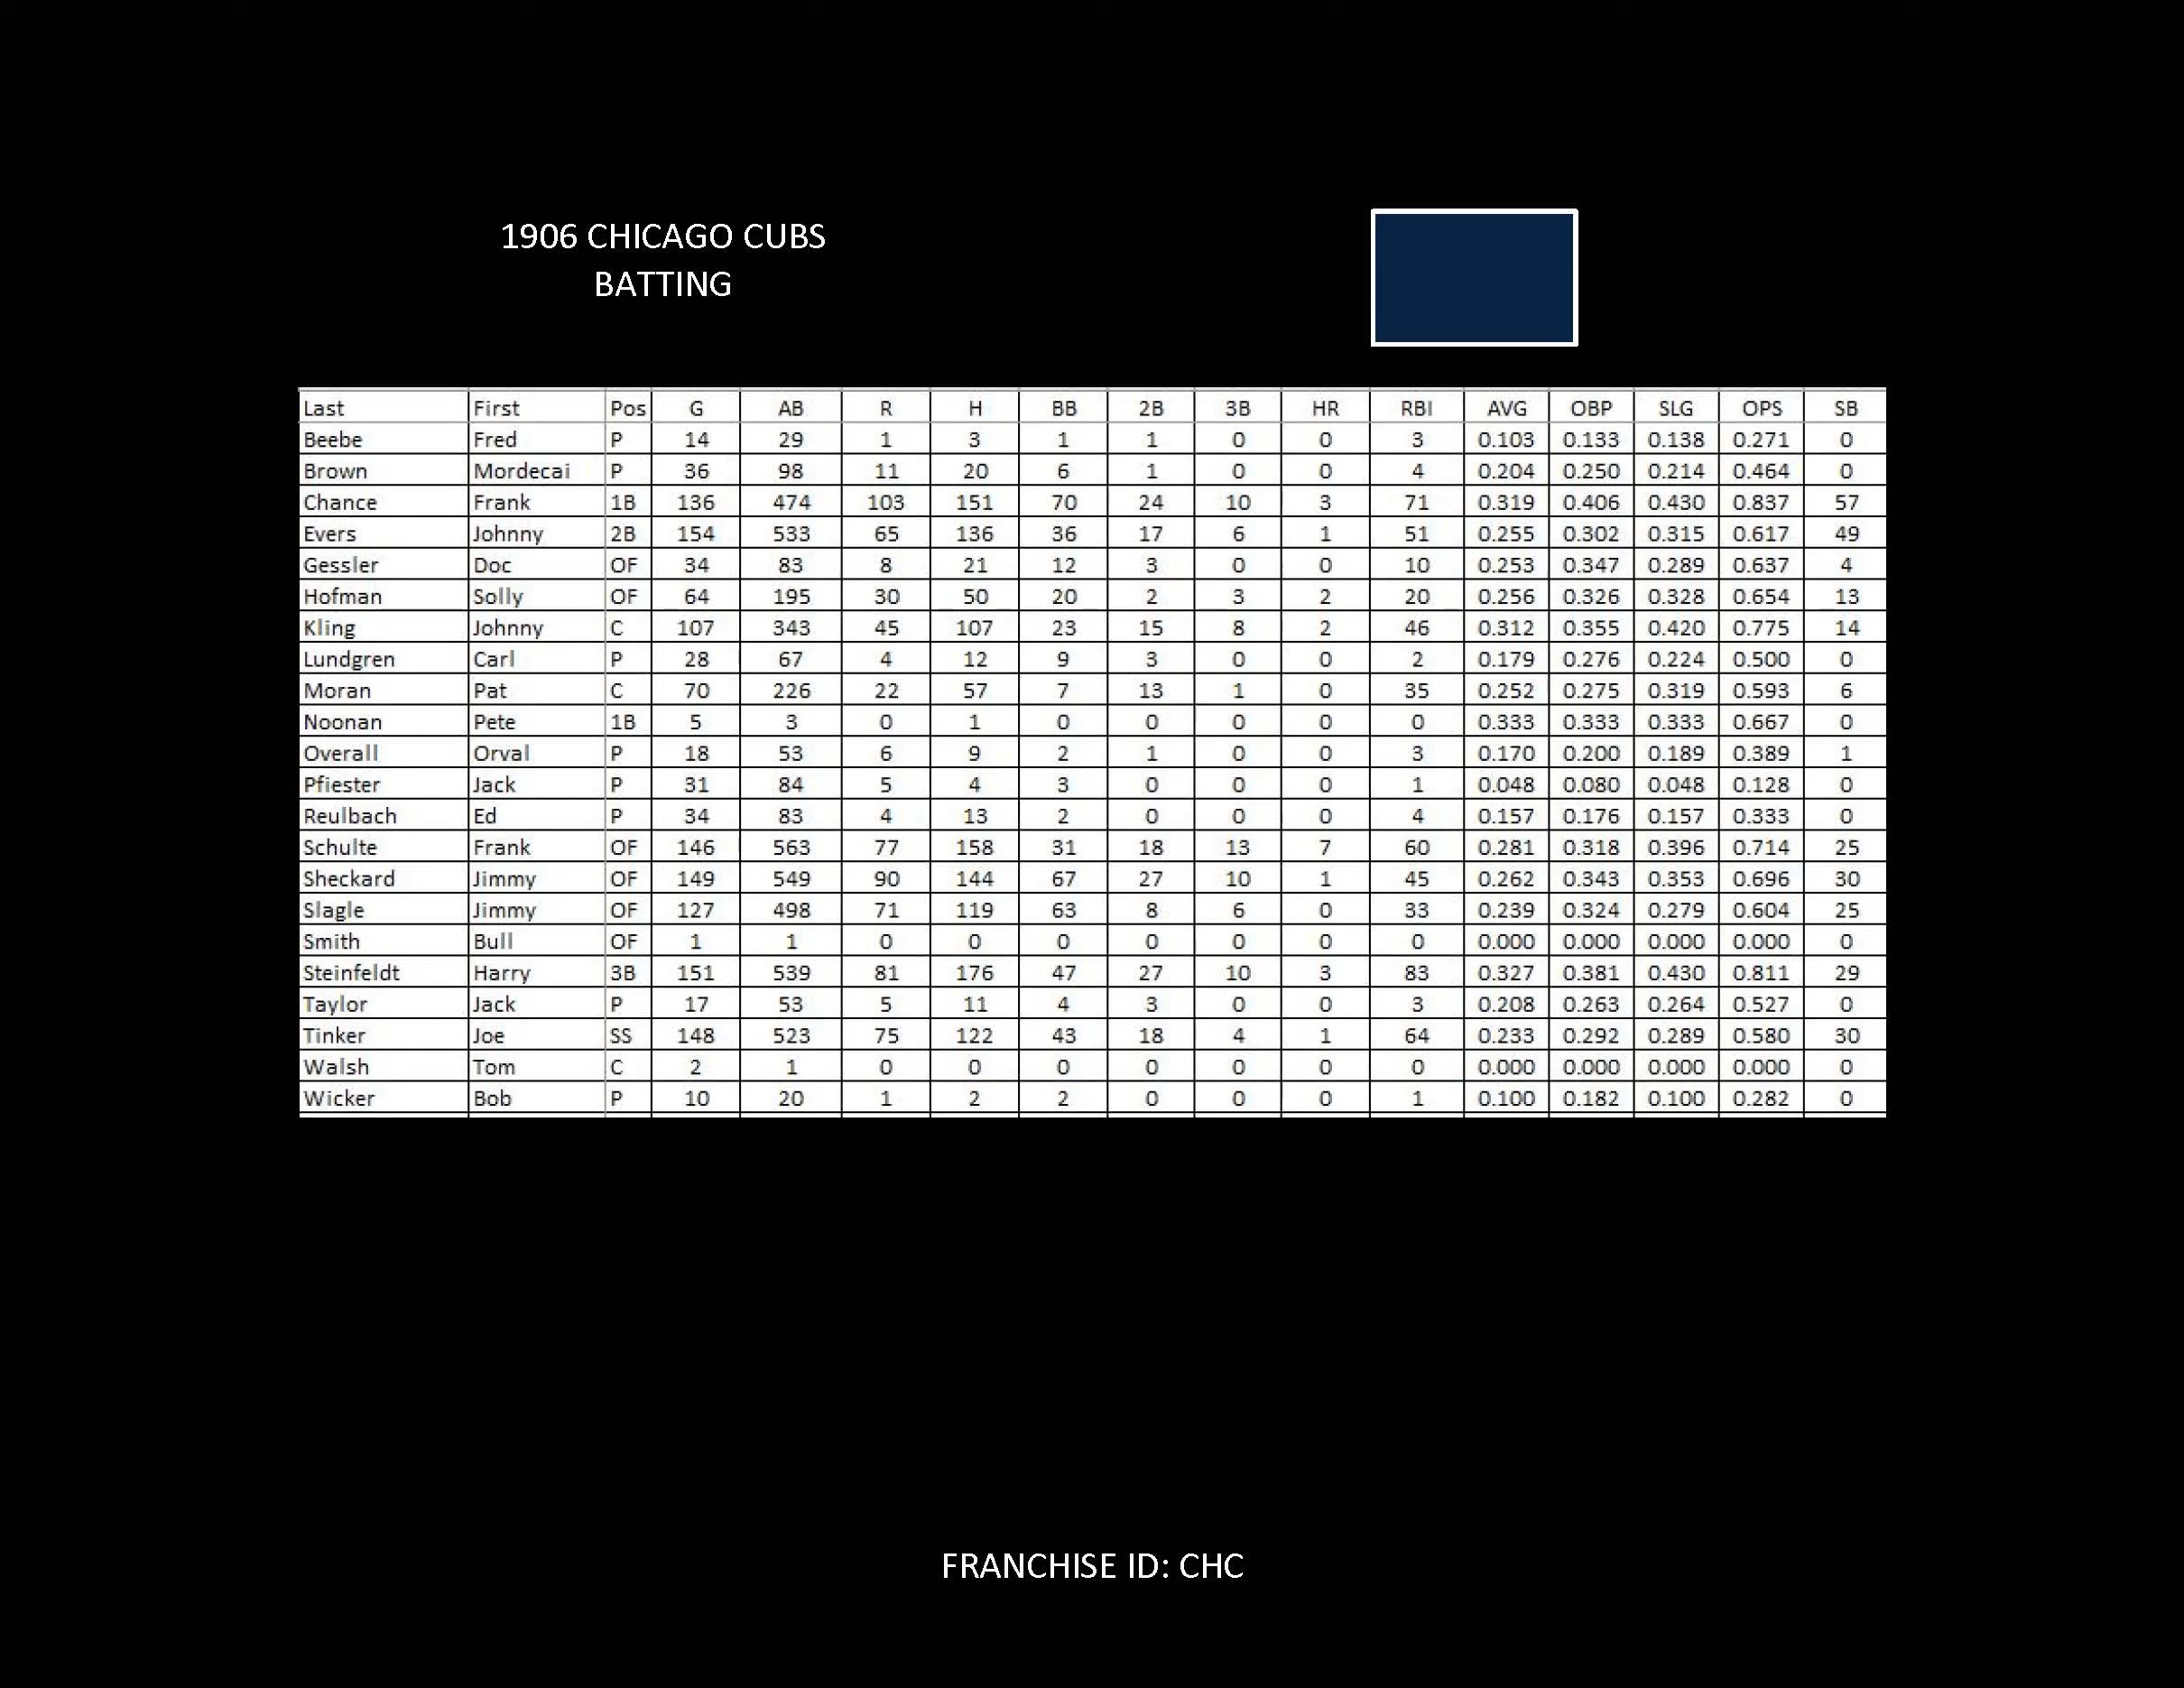 1906 CHICAGO CUBS
BATTING
Last First Pos G AB R H BB 2B 3B HR RBI AVG OBP SLG OPS SB
Beebe Fred P 14 29 1 3 1 1 0 0 3 0.103 0.133 0.138 0.271 0
Brown Mordecai P 36 98 11 20 6 1 0 0 4 0.204 0.250 0.214 0.464 0
Chance Frank 1B 136 474 103 151 70 24 10 3 71 0.319 0.406 0.430 0.837 57
Evers Johnny 2B 154 533 65 136 36 17 6 1 51 0.255 0.302 0.315 0.617 49
Gessler Doc OF 34 83 8 21 12 3 0 0 10 0.253 0.347 0.289 0.637 4
Hofman Solly OF 64 195 30 50 20 2 3 2 20 0.256 0.326 0.328 0.654 13
Kling Johnny C 107 343 45 107 23 15 8 2 46 0.312 0.355 0.420 0.775 14
Lundgren Carl P 28 67 4 12 9 3 0 0 2 0.179 0.276 0.224 0.500 0
Moran Pat C 70 226 22 57 7 13 1 0 35 0.252 0.275 0.319 0.593 6
Noonan Pete 1B 5 3 0 1 0 0 0 0 0 0.333 0.333 0.333 0.667 0
Overall Orval P 18 53 6 9 2 1 0 0 3 0.170 0.200 0.189 0.389 1
Pfiester Jack P 31 84 5 4 3 0 0 0 1 0.048 0.080 0.048 0.128 0
Reulbach Ed P 34 83 4 13 2 0 0 0 4 0.157 0.176 0.157 0.333 0
Schulte Frank OF 146 563 77 158 31 18 13 7 60 0.281 0.318 0.396 0.714 25
Sheckard Jimmy OF 149 549 90 144 67 27 10 1 45 0.262 0.343 0.353 0.696 30
Slagle Jimmy OF 127 498 71 119 63 8 6 0 33 0.239 0.324 0.279 0.604 25
Smith Bull OF 1 1 0 0 0 0 0 0 0 0.000 0.000 0.000 0.000 0
Steinfeldt Harry 3B 151 539 81 176 47 27 10 3 83 0.327 0.381 0.430 0.811 29
Taylor Jack P 17 53 5 11 4 3 0 0 3 0.208 0.263 0.264 0.527 0
Tinker Joe SS 148 523 75 122 43 18 4 1 64 0.233 0.292 0.289 0.580 30
Walsh Tom C 2 1 0 0 0 0 0 0 0 0.000 0.000 0.000 0.000 0
Wicker Bob P 10 20 1 2 2 0 0 0 1 0.100 0.182 0.100 0.282 0
FRANCHISE ID: CHC